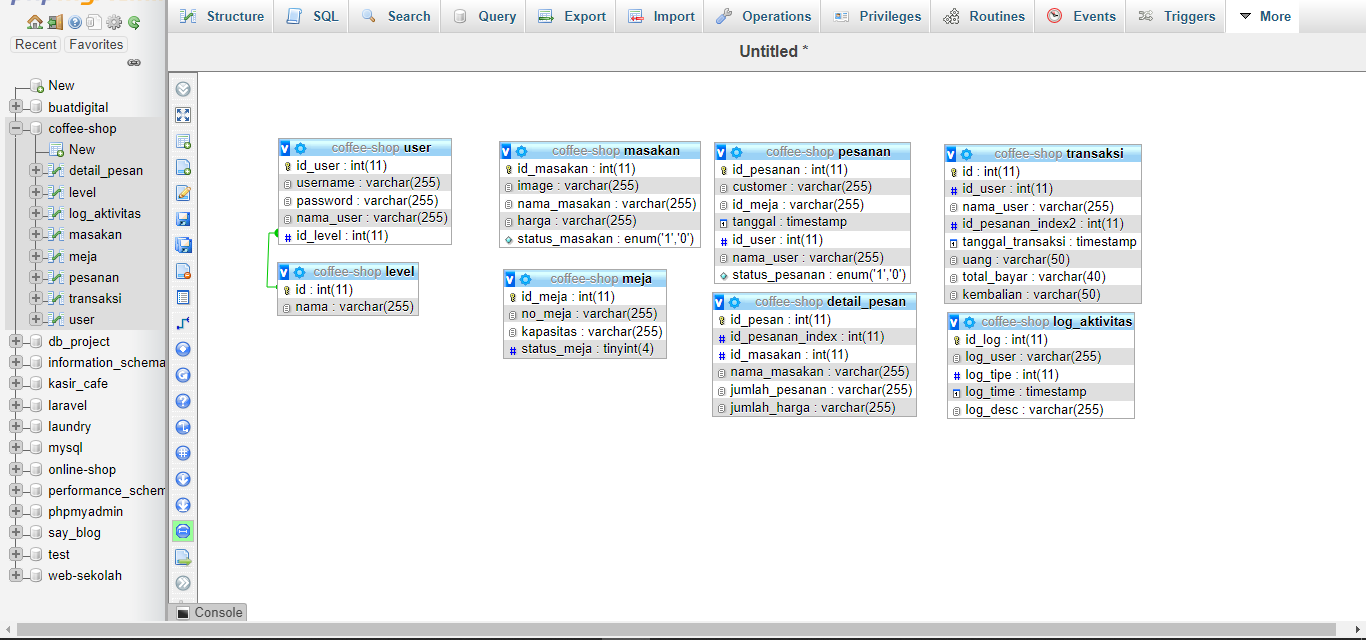 Structure SQL Search Query Export Import Operations Privileges Routines Events Triggers More
Recent Favorites
Untitled *
New
buatdigital
coffee-shop
New
detail_pesan
level
log_aktivitas
masakan
meja
pesanan
transaksi
user
db_project
information_schema
kasir_cafe
laravel
laundry
mysql
online-shop
performance_schem
phpmyadmin
say_blog
test
web-sekolah
coffee-shop user
id_user : int(11)
username : varchar(255)
password : varchar(255)
nama_user : varchar(255)
id_level : int(11)
coffee-shop level
id : int(11)
nama : varchar(255)
coffee-shop masakan
id_masakan : int(11)
image : varchar(255)
nama_masakan : varchar(255)
harga : varchar(255)
status_masakan : enum('1','0')
coffee-shop meja
id_meja : int(11)
no_meja : varchar(255)
kapasitas : varchar(255)
status_meja : tinyint(4)
coffee-shop pesanan
id_pesanan : int(11)
customer : varchar(255)
id_meja : varchar(255)
tanggal : timestamp
id_user : int(11)
nama_user : varchar(255)
status_pesanan : enum('1','0')
coffee-shop detail_pesan
id_pesan : int(11)
id_pesanan_index : int(11)
id_masakan : int(11)
nama_masakan : varchar(255)
jumlah_pesanan : varchar(255)
jumlah_harga : varchar(255)
coffee-shop transaksi
id : int(11)
id_user : int(11)
nama_user : varchar(255)
id_pesanan_index2 : int(11)
tanggal_transaksi : timestamp
uang : varchar(50)
total_bayar : varchar(40)
kembalian : varchar(50)
coffee-shop log_aktivitas
id_log : int(11)
log_user : varchar(255)
log_tipe : int(11)
log_time : timestamp
log_desc : varchar(255)
Console